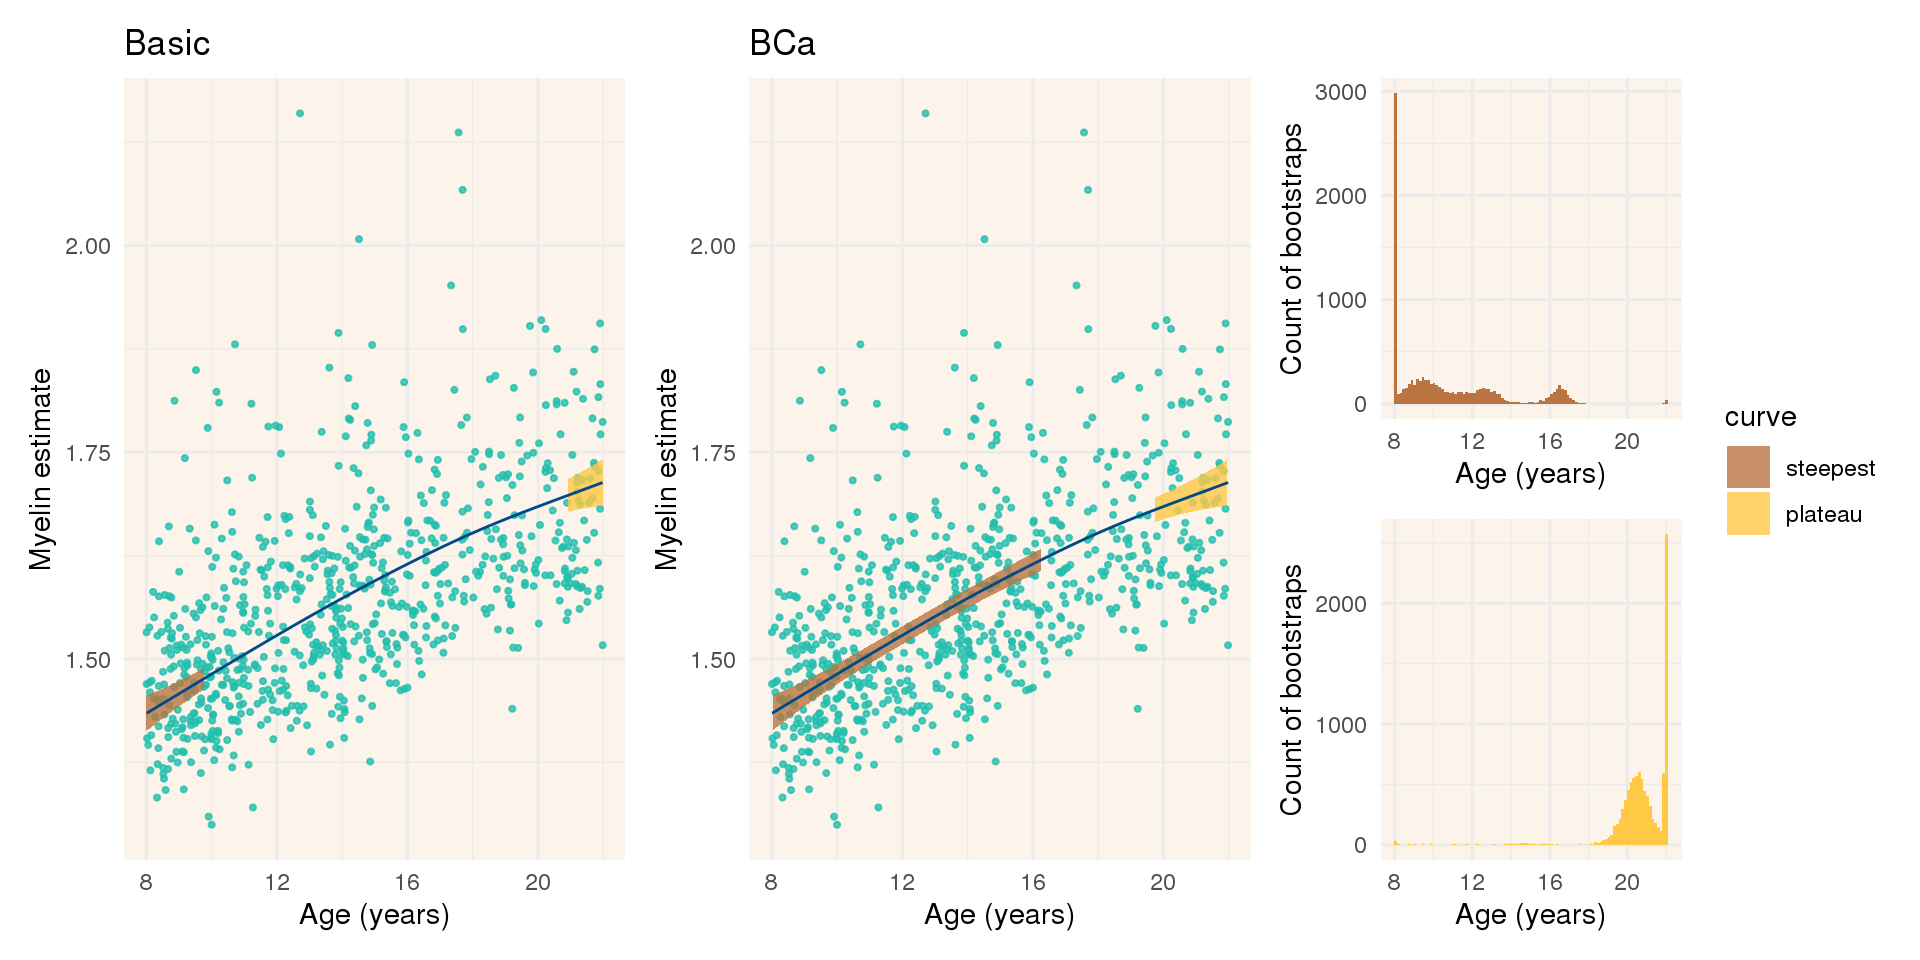 Basic
Myelin estimate
2.00
1.75
1.50
8 12 16 20
Age (years)
BCa
Myelin estimate
2.00
1.75
1.50
8 12 16 20
Age (years)
Count of bootstraps
3000
2000
1000
0
8 12 16 20
Age (years)
Count of bootstraps
2000
1000
0
8 12 16 20
Age (years)
curve
steepest
plateau